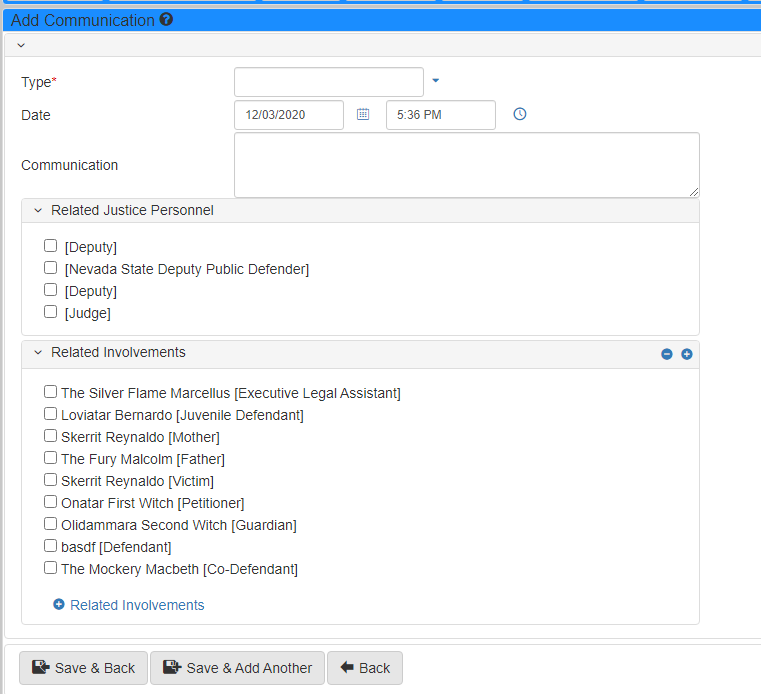 Add Communication ?
Type*
Date 12/03/2020 5:36 PM
Communication
Related Justice Personnel
[Deputy]
[Nevada State Deputy Public Defender]
[Deputy]
[Judge]
Related Involvements
The Silver Flame Marcellus [Executive Legal Assistant]
Loviatar Bernardo [Juvenile Defendant]
Skerrit Reynaldo [Mother]
The Fury Malcolm [Father]
Skerrit Reynaldo [Victim]
Onatar First Witch [Petitioner]
Olidammara Second Witch [Guardian]
basdf [Defendant]
The Mockery Macbeth [Co-Defendant]
Related Involvements
Save & Back Save & Add Another Back